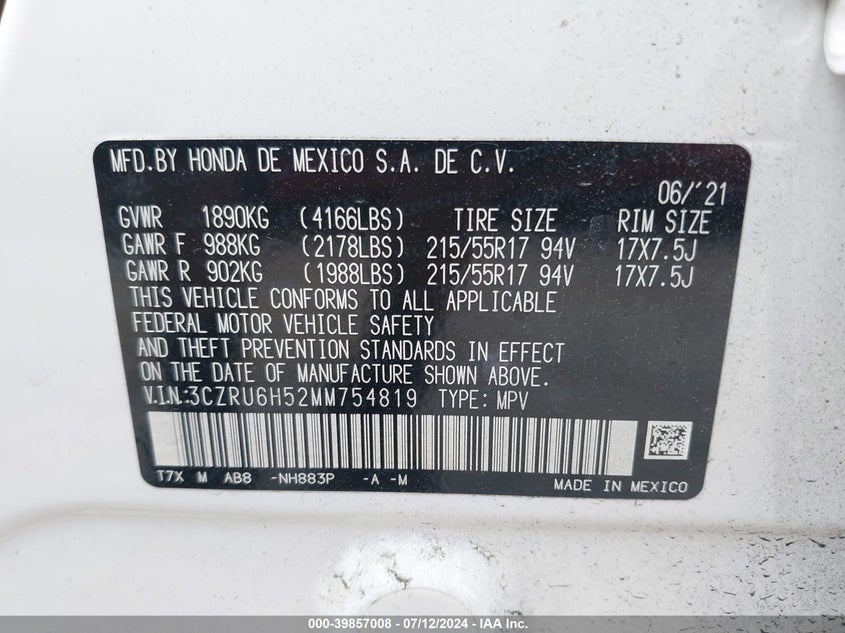 MFD.BY HONDA DE MEXICO S.A. DE C.V.
06/'21
GVWR 1890KG (4166LBS) TIRE SIZE RIM SIZE
GAWR F 988KG (2178LBS) 215/55R17 94V 17X7.5J
GAWR R 902KG (1988LBS) 215/55R17 94V 17X7.5J
THIS VEHICLE CONFORMS TO ALL APPLICABLE
FEDERAL MOTOR VEHICLE SAFETY
AND THEFT PREVENTION STANDARDS IN EFFECT
ON THE DATE OF MANUFACTURE SHOWN ABOVE.
V.I.N:3CZRU6H52MM754819 TYPE: MPV
T7X M AB8 -NH883P -A -M
MADE IN MEXICO
000-39857008 - 07/12/2024 - IAA Inc.